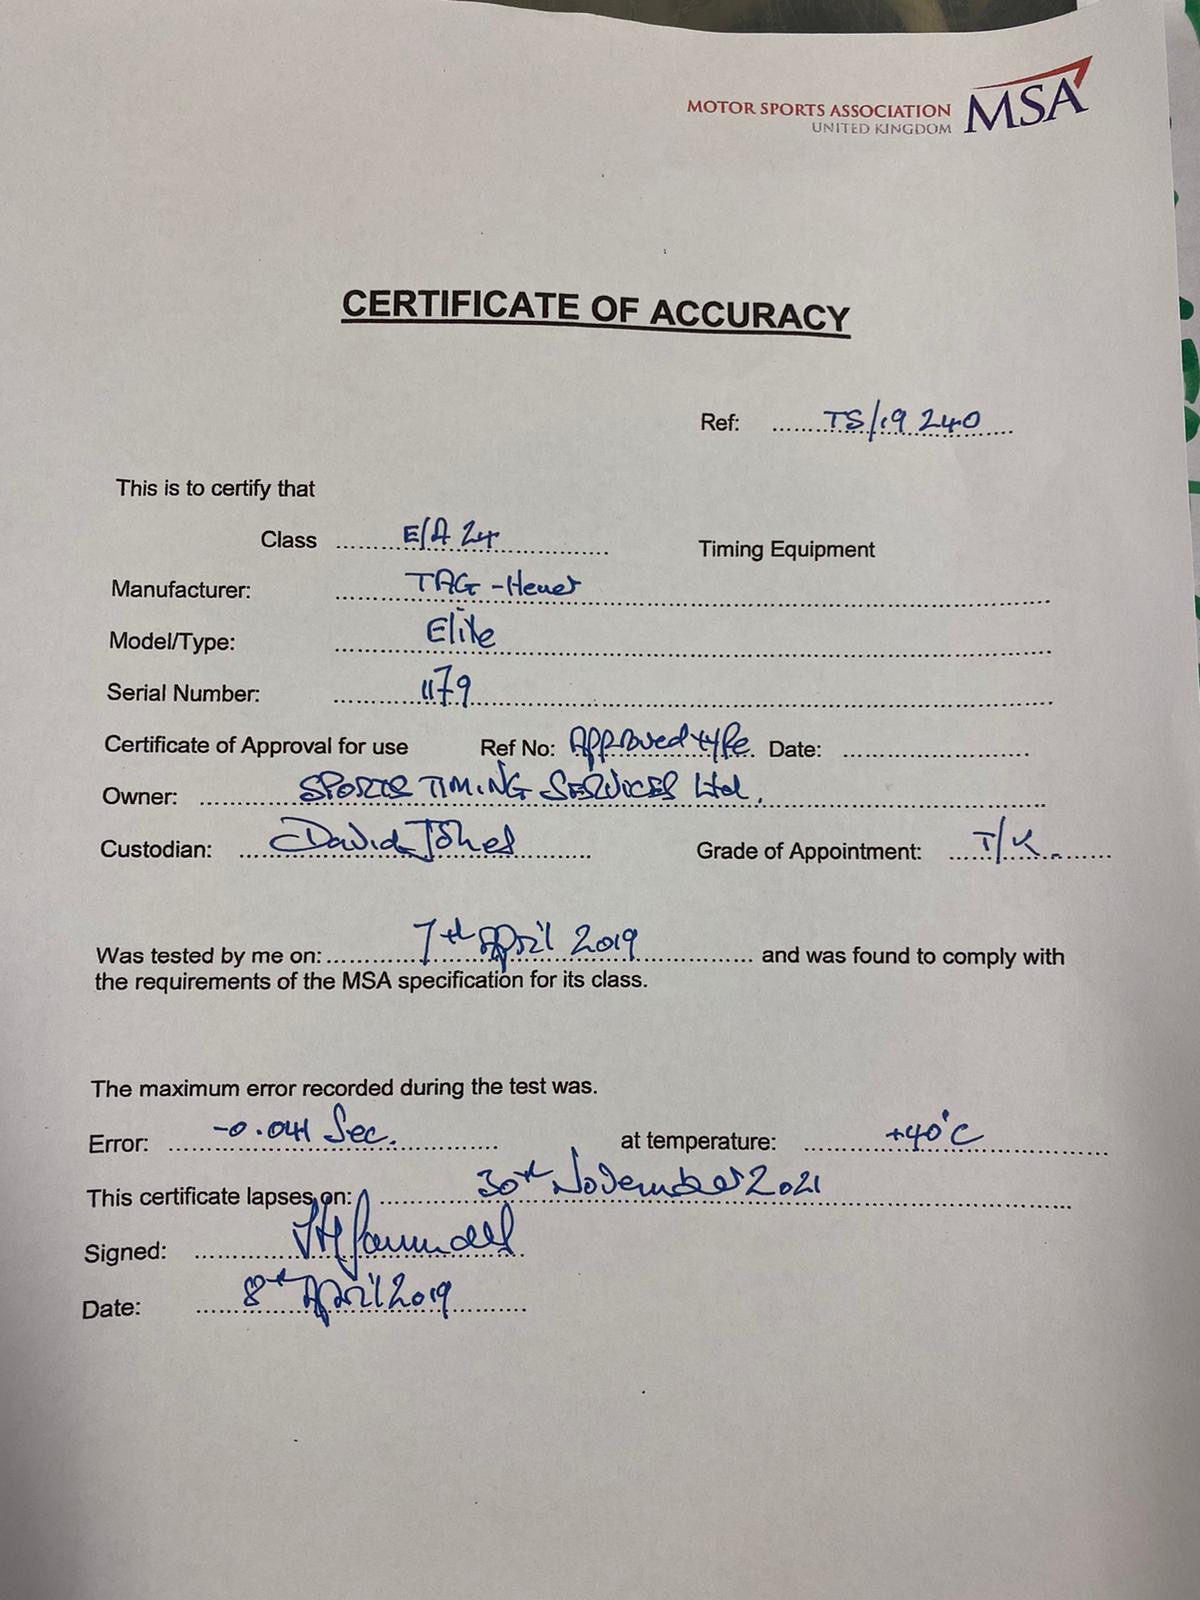 MOTOR SPORTS ASSOCIATION
UNITED KINGDOM
MSA
CERTIFICATE OF ACCURACY
Ref: TS/19 240
This is to certify that
Class E/A 24 Timing Equipment
Manufacturer: TAG-Heuer
Model/Type: Elite
Serial Number: 1179
Certificate of Approval for use Ref No: Approved type Date:
Owner: SPORTS TIMING SERVICES Ltd.
Custodian: David Jones Grade of Appointment: T/K
Was tested by me on: 7th April 2019 and was found to comply with
the requirements of the MSA specification for its class.
The maximum error recorded during the test was.
Error: -0.041 Sec. at temperature: +40°C
This certificate lapses on: 30th November 2021
Signed:
Date: 8th April 2019